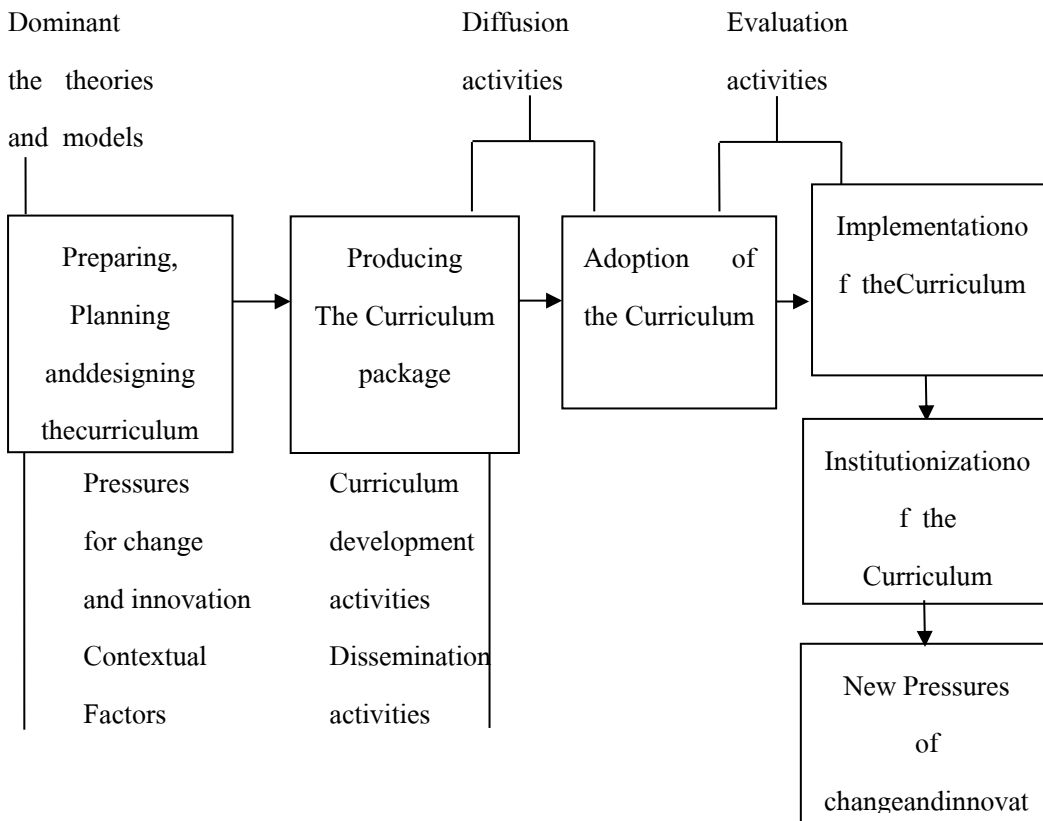 Dominant
the theories
and models
Diffusion
activities
Evaluation
activities
Preparing,
Planning
anddesigning
thecurriculum
Producing
The Curriculum
package
Adoption of
the Curriculum
Implementationo
f theCurriculum
Pressures
for change
and innovation
Contextual
Factors
Curriculum
development
activities
Dissemination
activities
Institutionizationo
f the
Curriculum
New Pressures
of
changeandinnovat